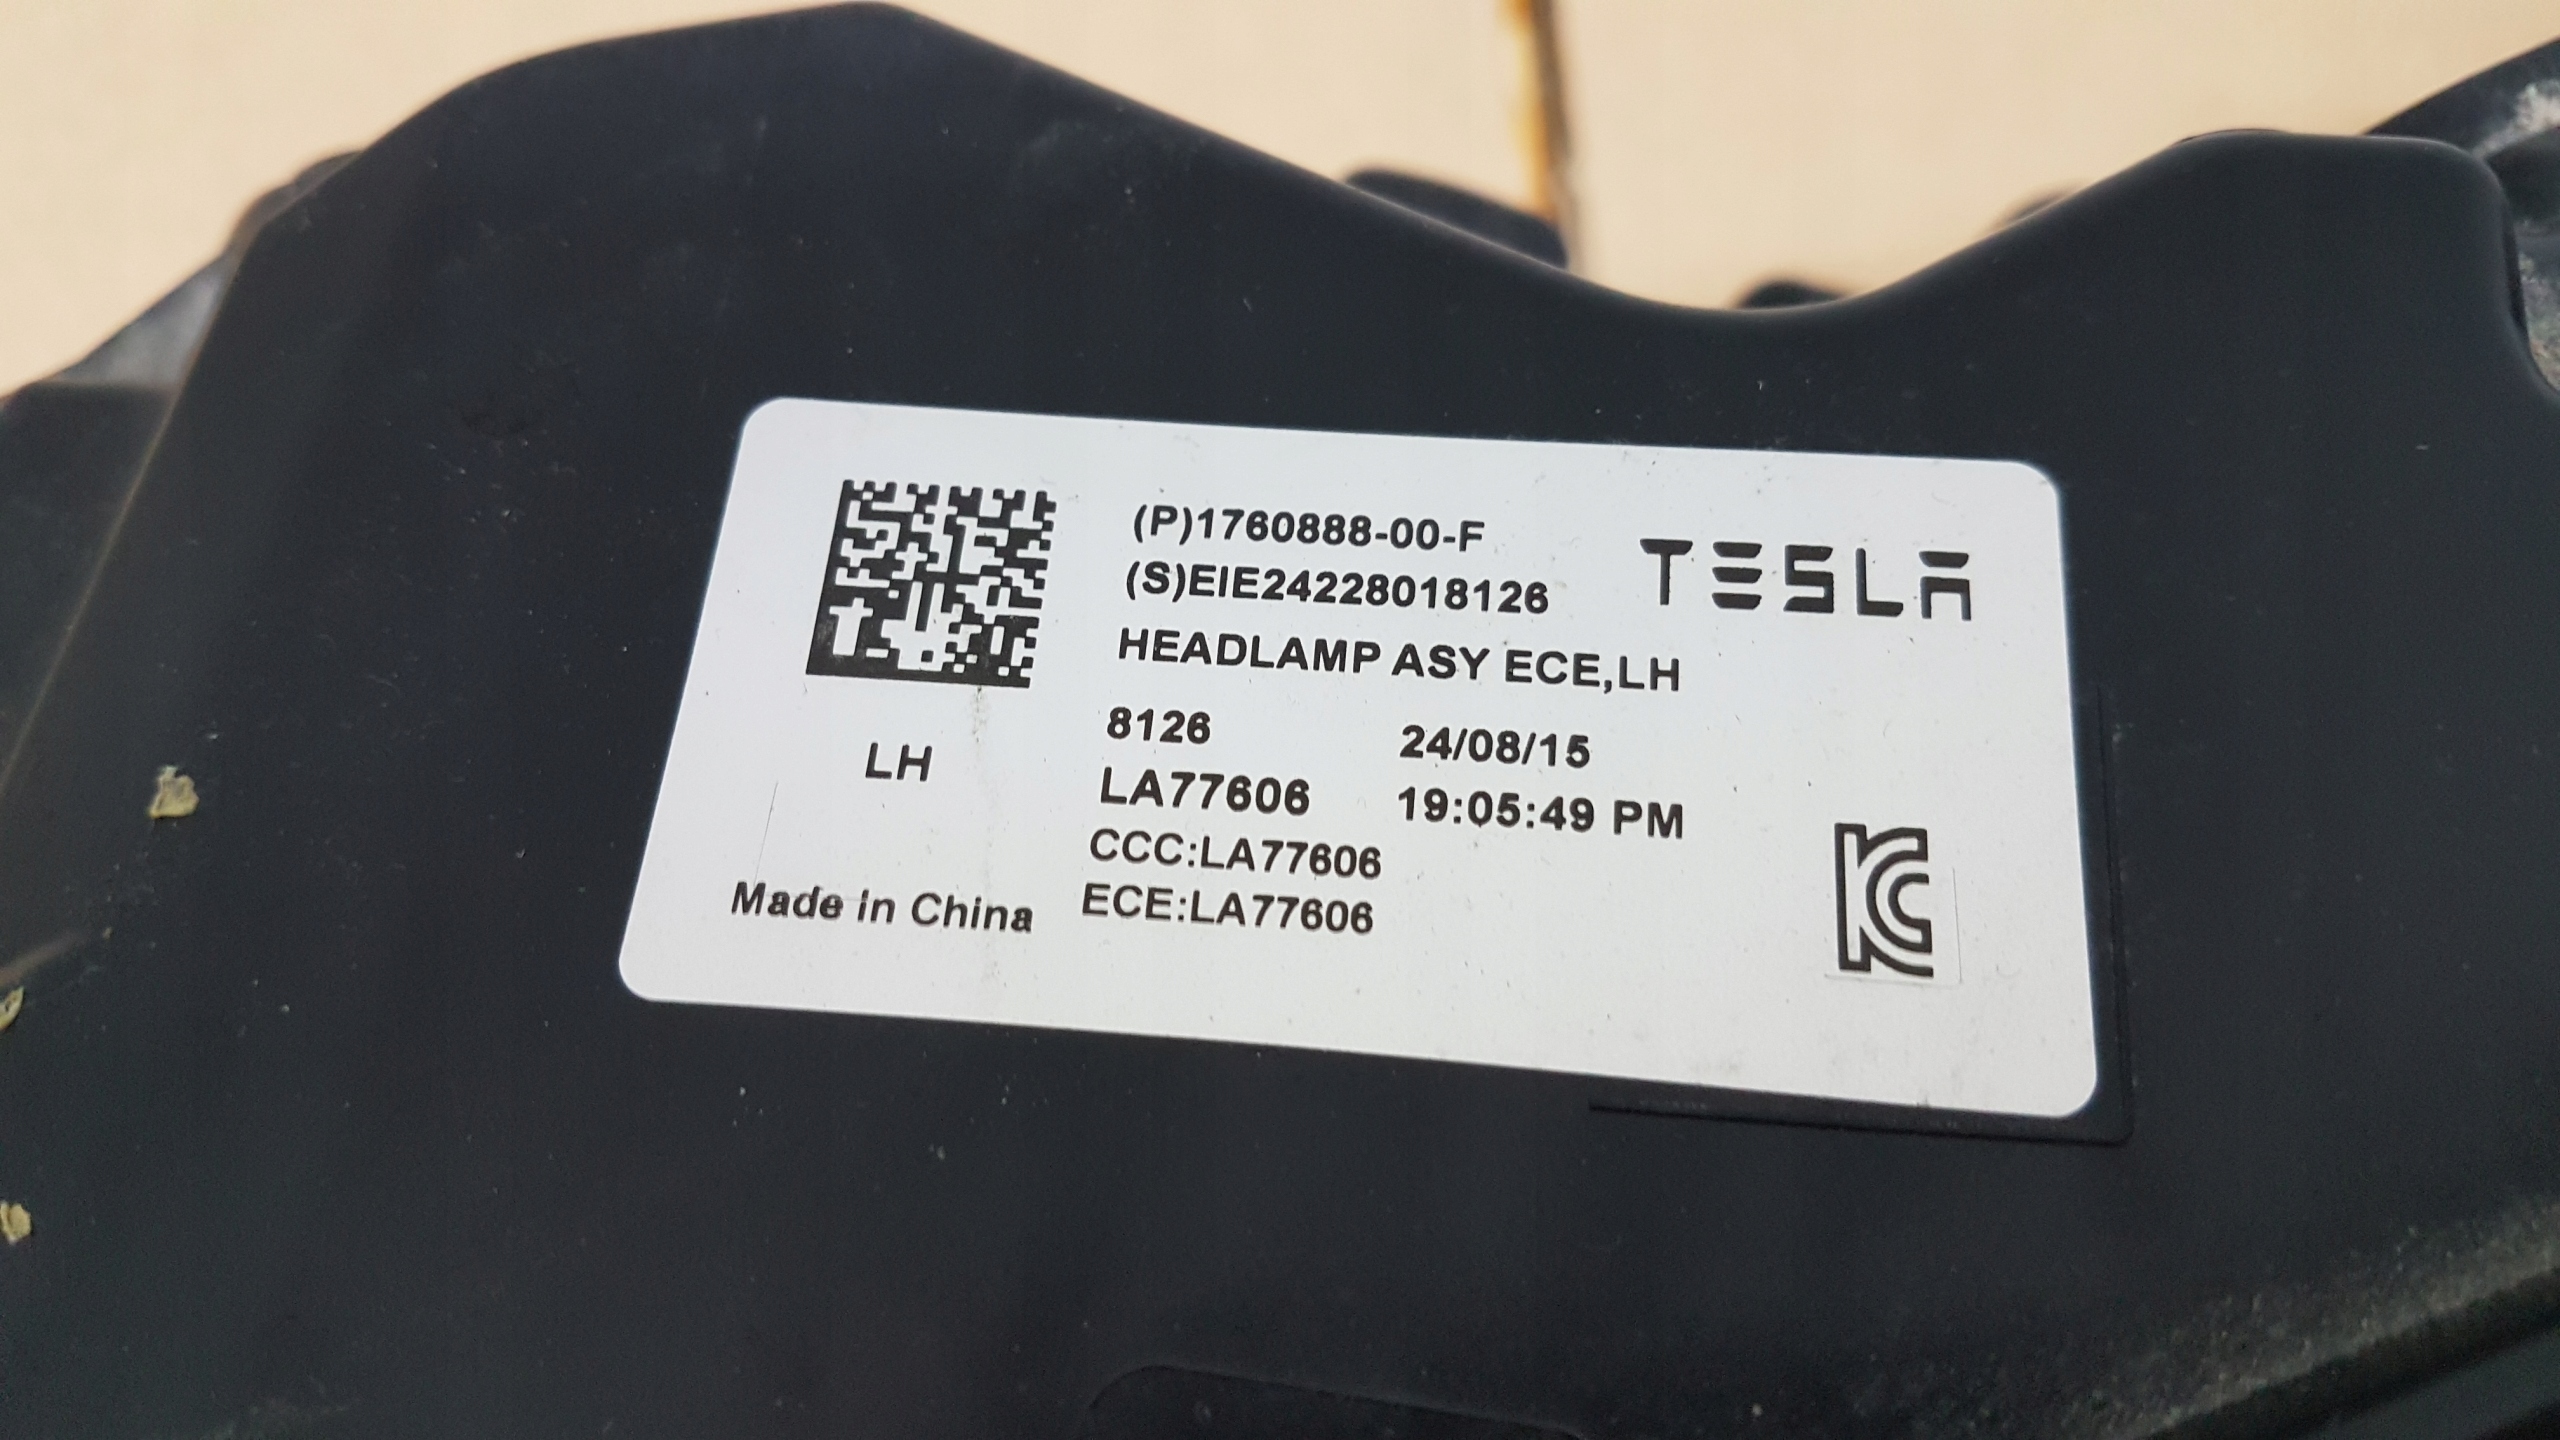 (P)1760888-00-F
(S)EIE24228018126
TESLA
HEADLAMP ASY ECE,LH
8126 24/08/15
LH
LA77606 19:05:49 PM
CCC:LA77606
Made in China ECE:LA77606
KC